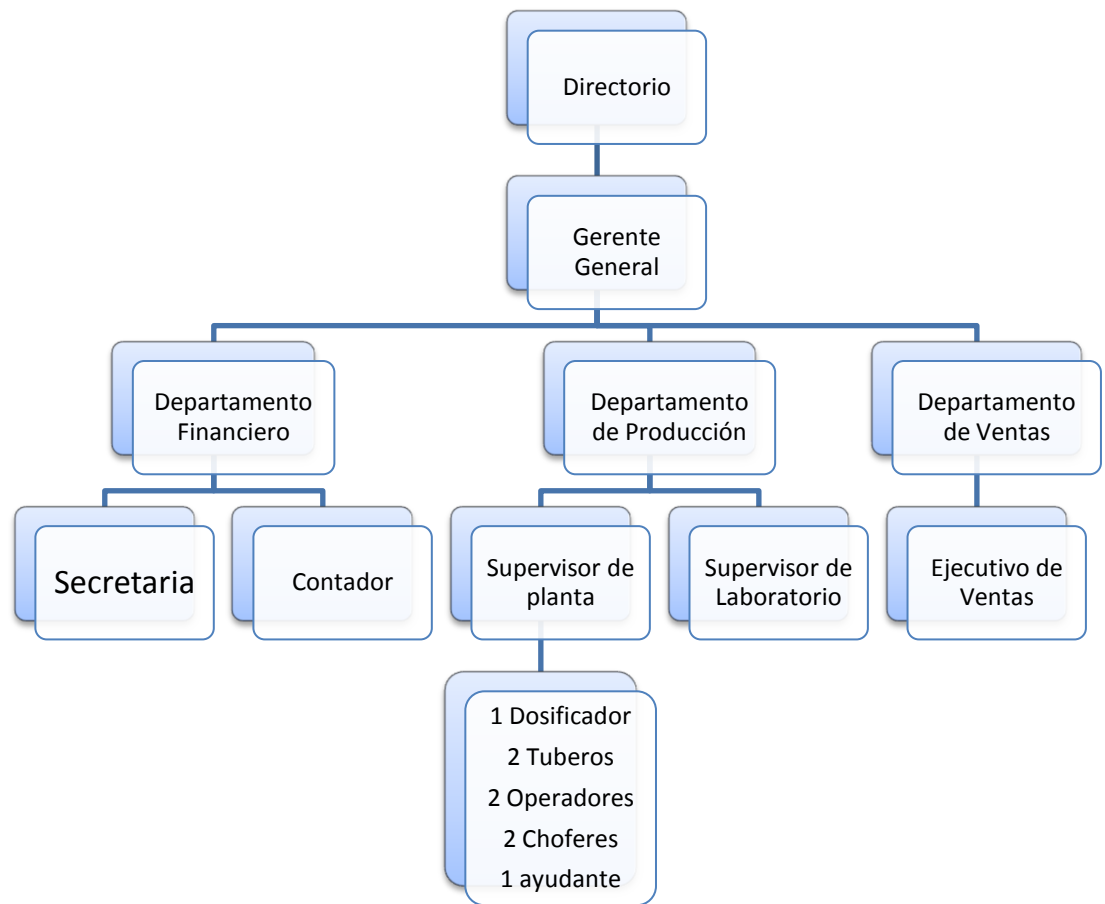 Directorio
Gerente
General
Departamento
Financiero
Departamento
de Producción
Departamento
de Ventas
Secretaria
Contador
Supervisor de
planta
Supervisor de
Laboratorio
Ejecutivo de
Ventas
1 Dosificador
2 Tuberos
2 Operadores
2 Choferes
1 ayudante